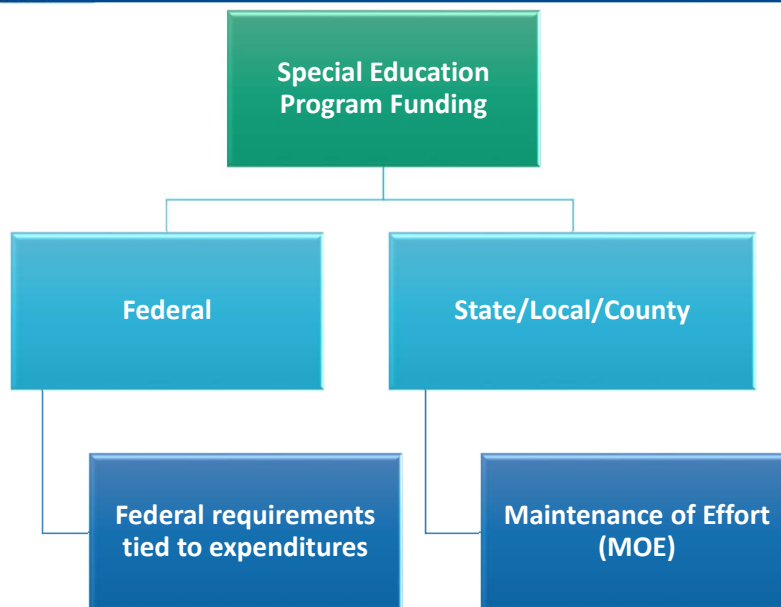 Special Education
Program Funding
Federal
State/Local/County
Federal requirements
tied to expenditures
Maintenance of Effort
(MOE)